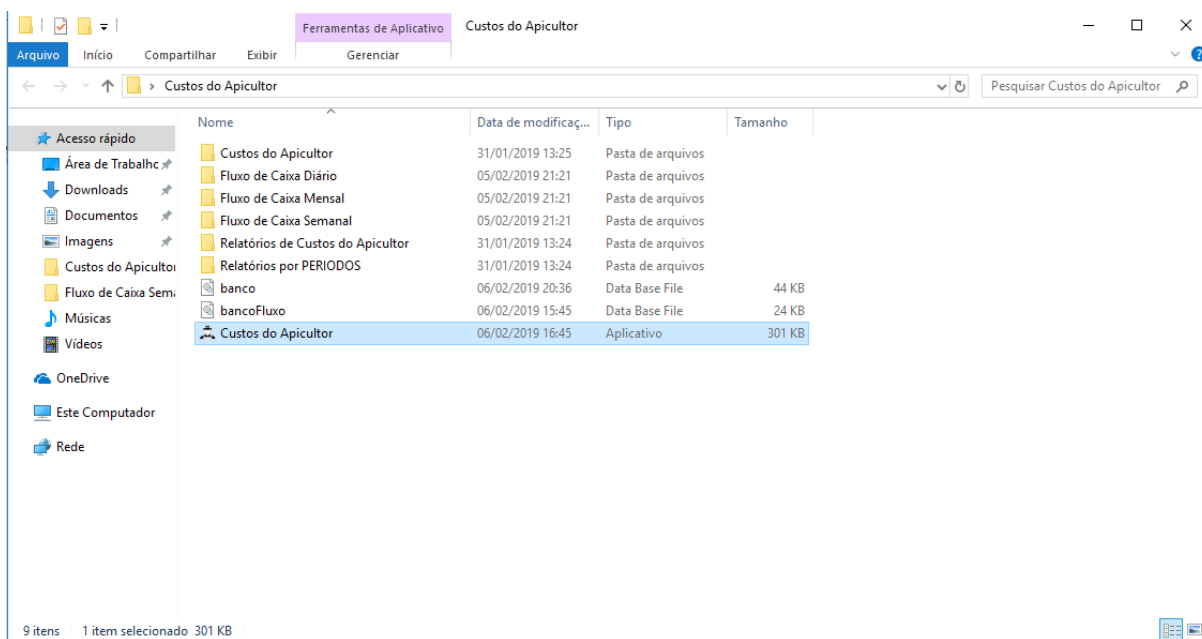 Ferramentas de Aplicativo Custos do Apicultor
Arquivo Início Compartilhar Exibir Gerenciar
Custos do Apicultor Pesquisar Custos do Apicultor
Nome Data de modificaç... Tipo Tamanho
Acesso rápido
Área de Trabalhc
Downloads
Documentos
Imagens
Custos do Apicultor
Fluxo de Caixa Sema
Músicas
Vídeos
OneDrive
Este Computador
Rede
Custos do Apicultor 31/01/2019 13:25 Pasta de arquivos
Fluxo de Caixa Diário 05/02/2019 21:21 Pasta de arquivos
Fluxo de Caixa Mensal 05/02/2019 21:21 Pasta de arquivos
Fluxo de Caixa Semanal 05/02/2019 21:21 Pasta de arquivos
Relatórios de Custos do Apicultor 31/01/2019 13:24 Pasta de arquivos
Relatórios por PERIODOS 31/01/2019 13:24 Pasta de arquivos
banco 06/02/2019 20:36 Data Base File 44 KB
bancoFluxo 06/02/2019 15:45 Data Base File 24 KB
Custos do Apicultor 06/02/2019 16:45 Aplicativo 301 KB
9 itens 1 item selecionado 301 KB